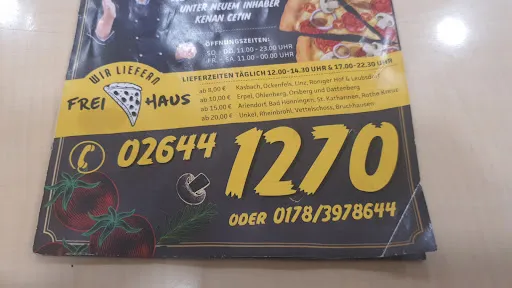 UNTER NEUEM INHABER
KENAN CETIN
ÖFFNUNGSZEITEN:
SO - DO. 11.00 - 23.00 UHR
FR. - SA. 11.00 - 00.00 UHR
WIR LIEFERN
FREI HAUS
LIEFERZEITEN TÄGLICH 12.00-14.30 UHR & 17.00-22.30 UHR
ab 8,00 € Kasbach, Ockenfels, Linz, Roniger Hof & Leubsdorf
ab 10,00 € Erpel, Ohlenberg, Orsberg und Dattenberg
ab 15,00 € Ariendorf, Bad Hönningen, St. Katharinen, Rothe Kreuz
ab 20,00 € Unkel, Rheinbrohl, Vettelschoss, Bruchhausen
02644
1270
ODER 0178/3978644